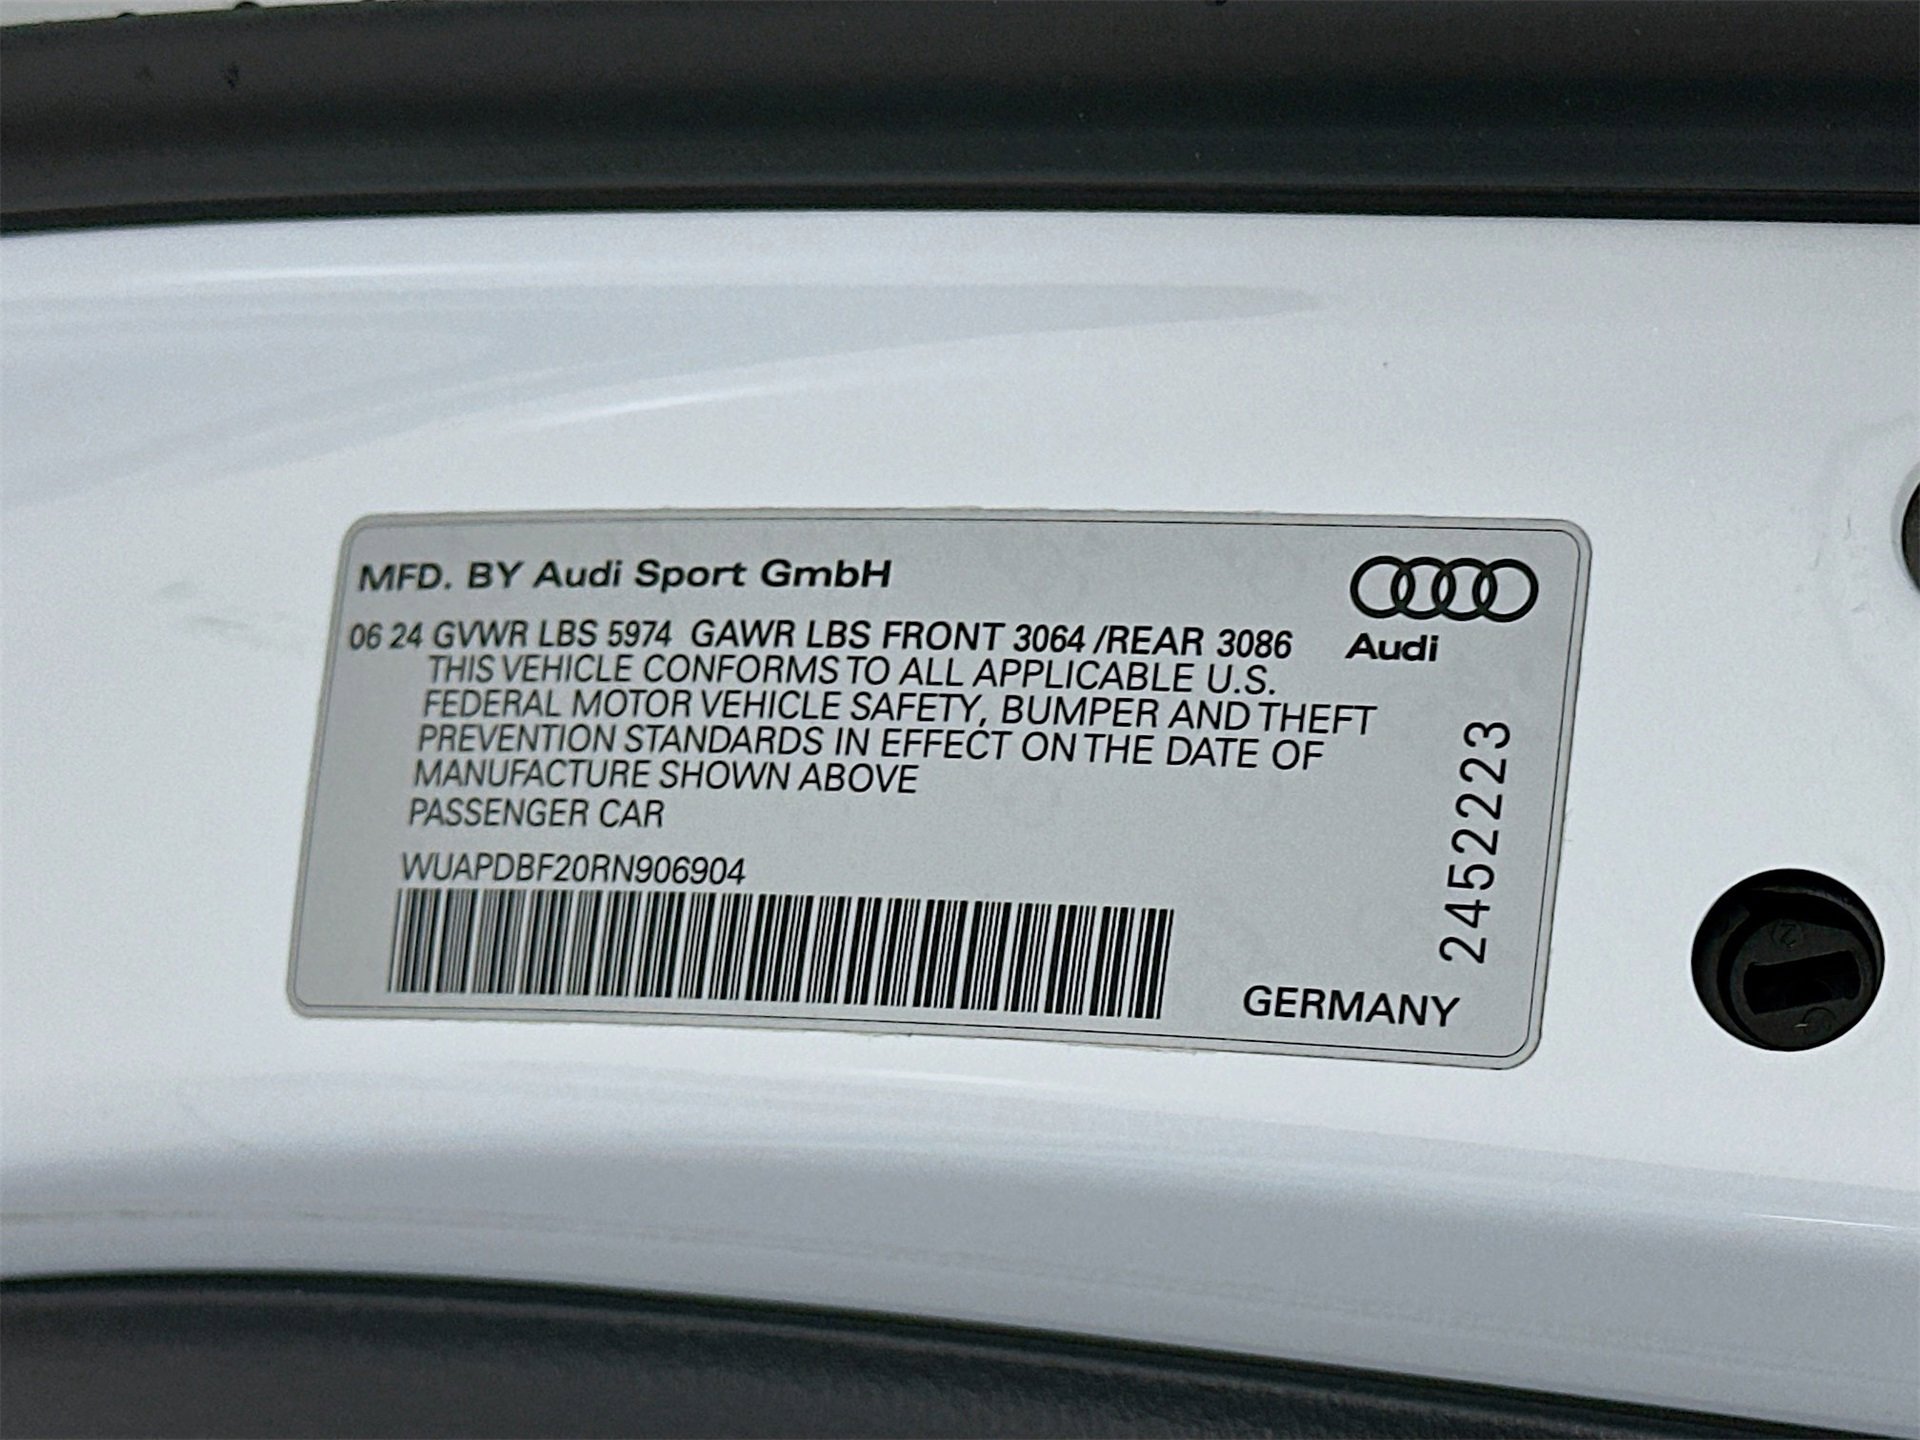 MFD. BY Audi Sport GmbH
06 24 GVWR LBS 5974 GAWR LBS FRONT 3064 /REAR 3086
THIS VEHICLE CONFORMS TO ALL APPLICABLE U.S.
FEDERAL MOTOR VEHICLE SAFETY, BUMPER AND THEFT
PREVENTION STANDARDS IN EFFECT ON THE DATE OF
MANUFACTURE SHOWN ABOVE
PASSENGER CAR
WUAPDBF20RN906904
Audi
2452223
GERMANY